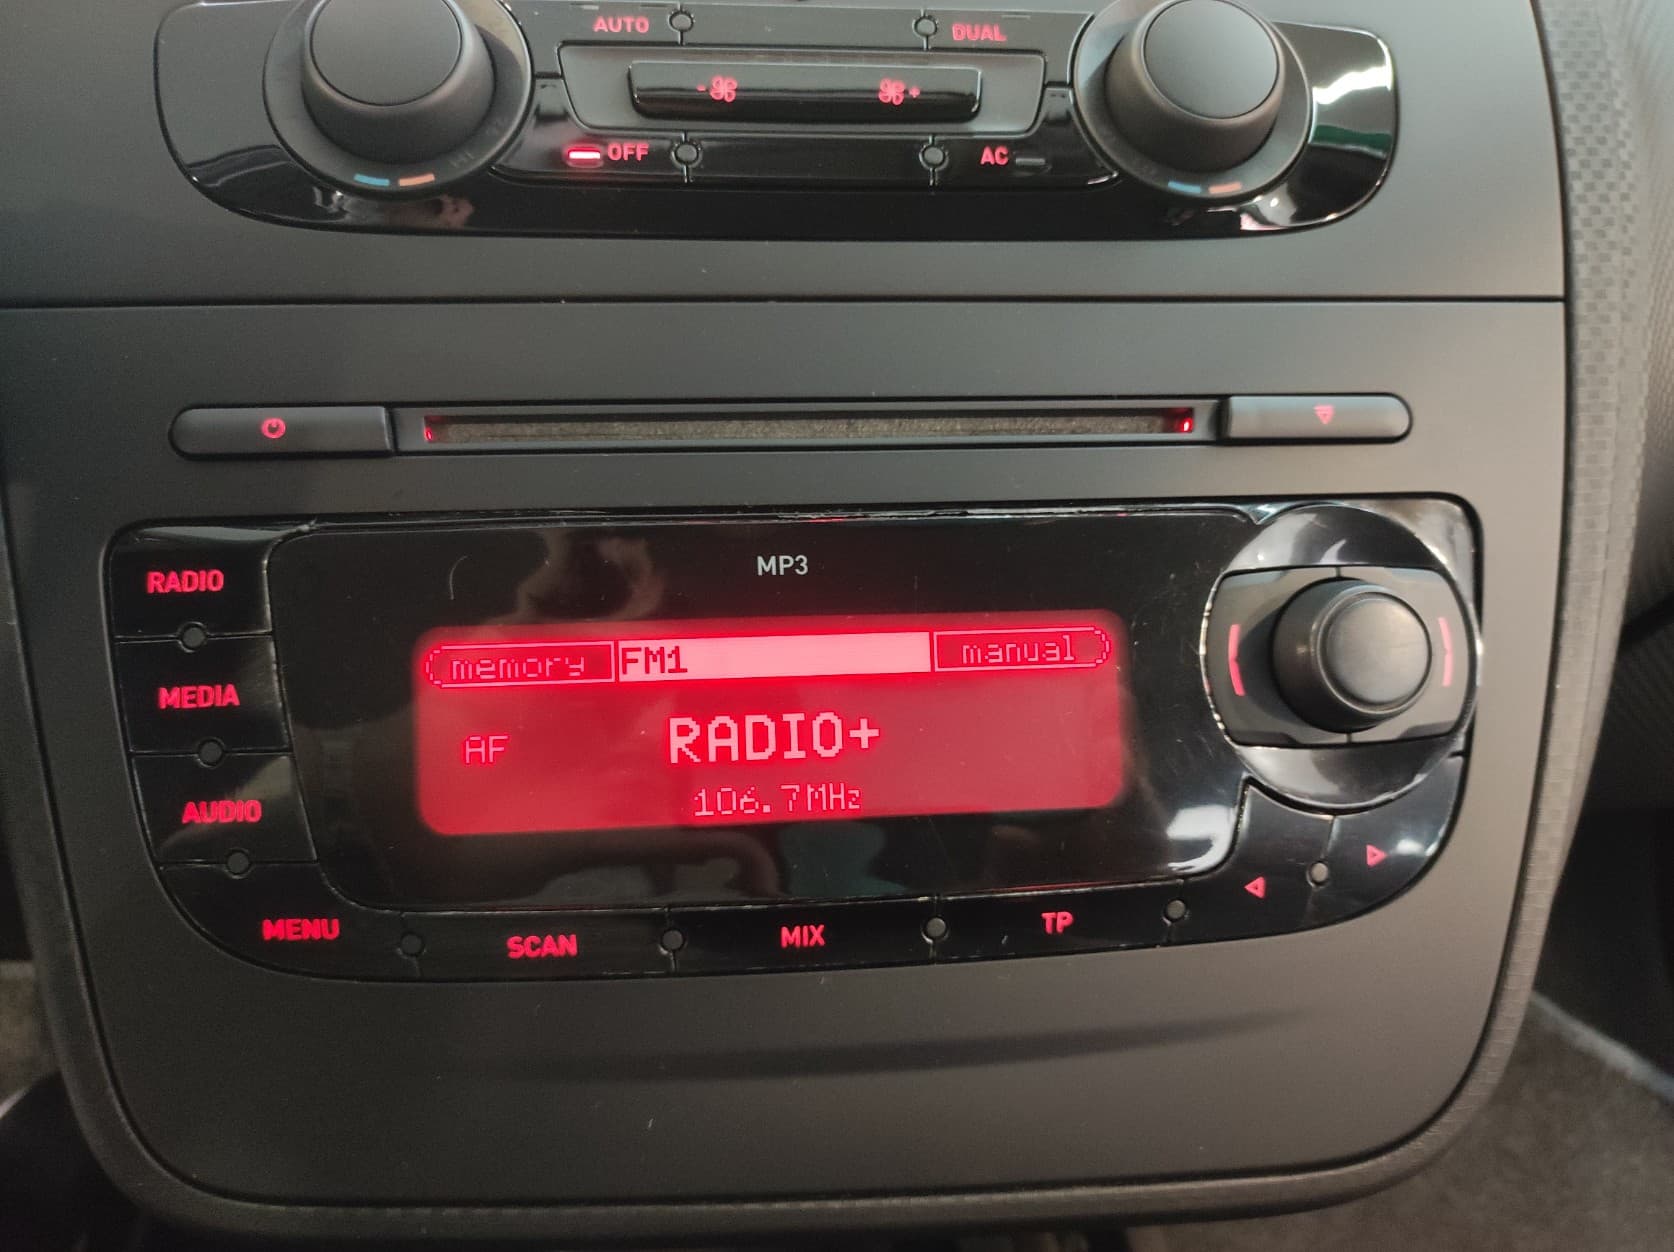 AUTO
DUAL
-
+
OFF
AC
MP3
RADIO
memory FM1 manual
MEDIA
AF RADIO+
106.7MHz
AUDIO
MENU SCAN MIX TP